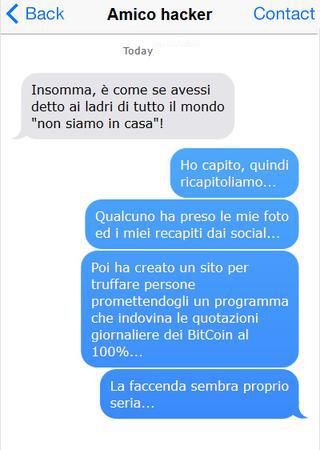 Back Amico hacker Contact
Today
Insomma, è come se avessi
detto ai ladri di tutto il mondo
"non siamo in casa"!
Ho capito, quindi
ricapitoliamo...
Qualcuno ha preso le mie foto
ed i miei recapiti dai social...
Poi ha creato un sito per
truffare persone
promettendogli un programma
che indovina le quotazioni
giornaliere dei BitCoin al
100%...
La faccenda sembra proprio
seria...